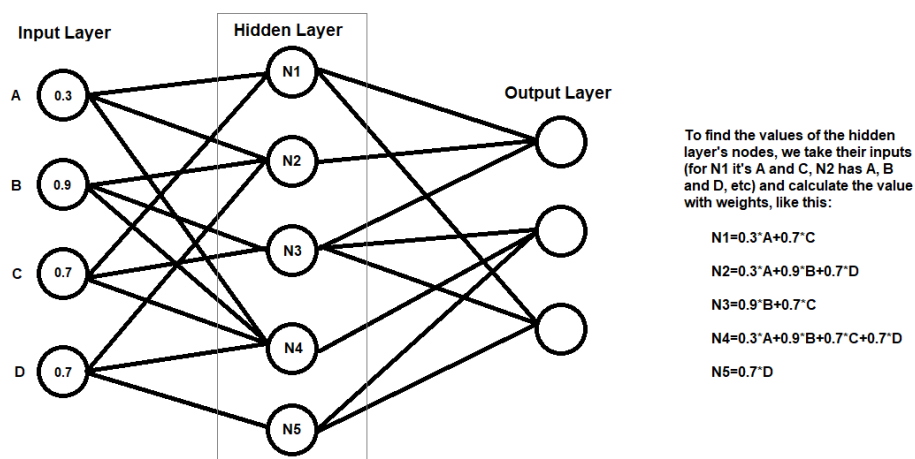 Input Layer
Hidden Layer
Output Layer
A
0.3
B
0.9
C
0.7
D
0.7
N1
N2
N3
N4
N5
To find the values of the hidden
layer's nodes, we take their inputs
(for N1 it's A and C, N2 has A, B
and D, etc) and calculate the value
with weights, like this:
N1=0.3*A+0.7*C
N2=0.3*A+0.9*B+0.7*D
N3=0.9*B+0.7*C
N4=0.3*A+0.9*B+0.7*C+0.7*D
N5=0.7*D